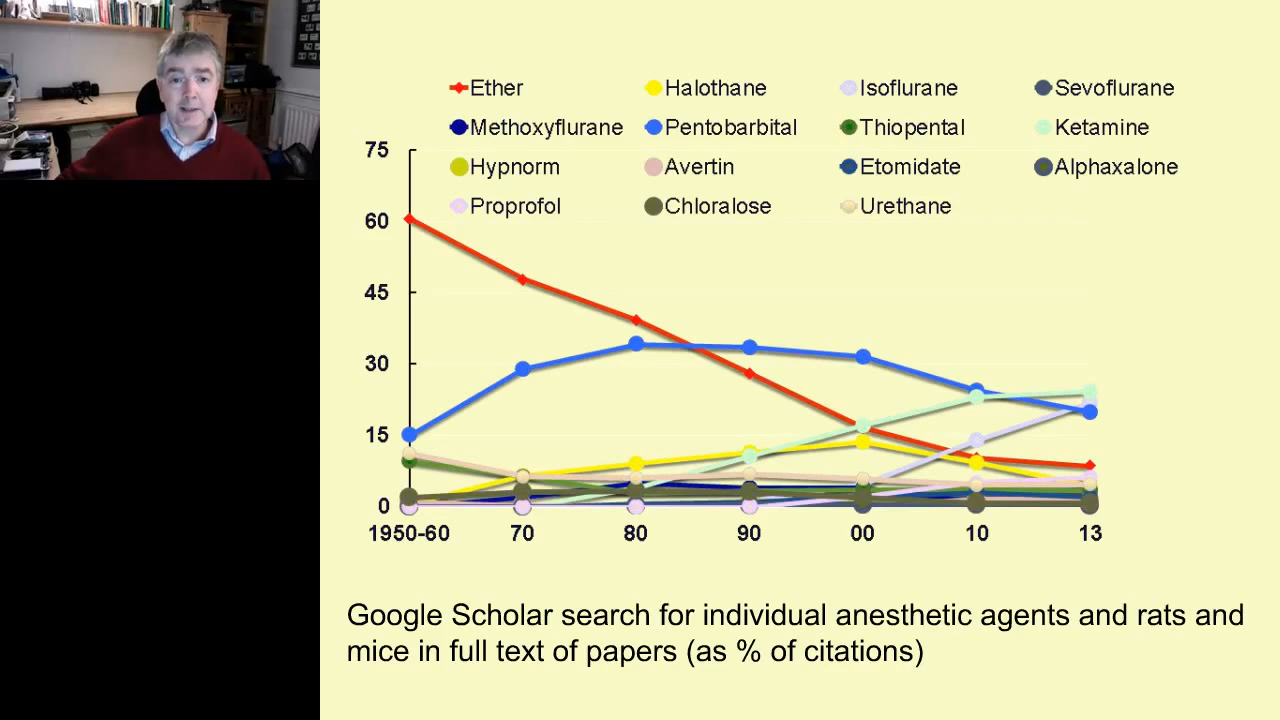 Ether Halothane Isoflurane Sevoflurane
Methoxyflurane Pentobarbital Thiopental Ketamine
Hypnorm Avertin Etomidate Alphaxalone
Proprofol Chloralose Urethane
75
60
45
30
15
0
1950-60 70 80 90 00 10 13
Google Scholar search for individual anesthetic agents and rats and
mice in full text of papers (as % of citations)